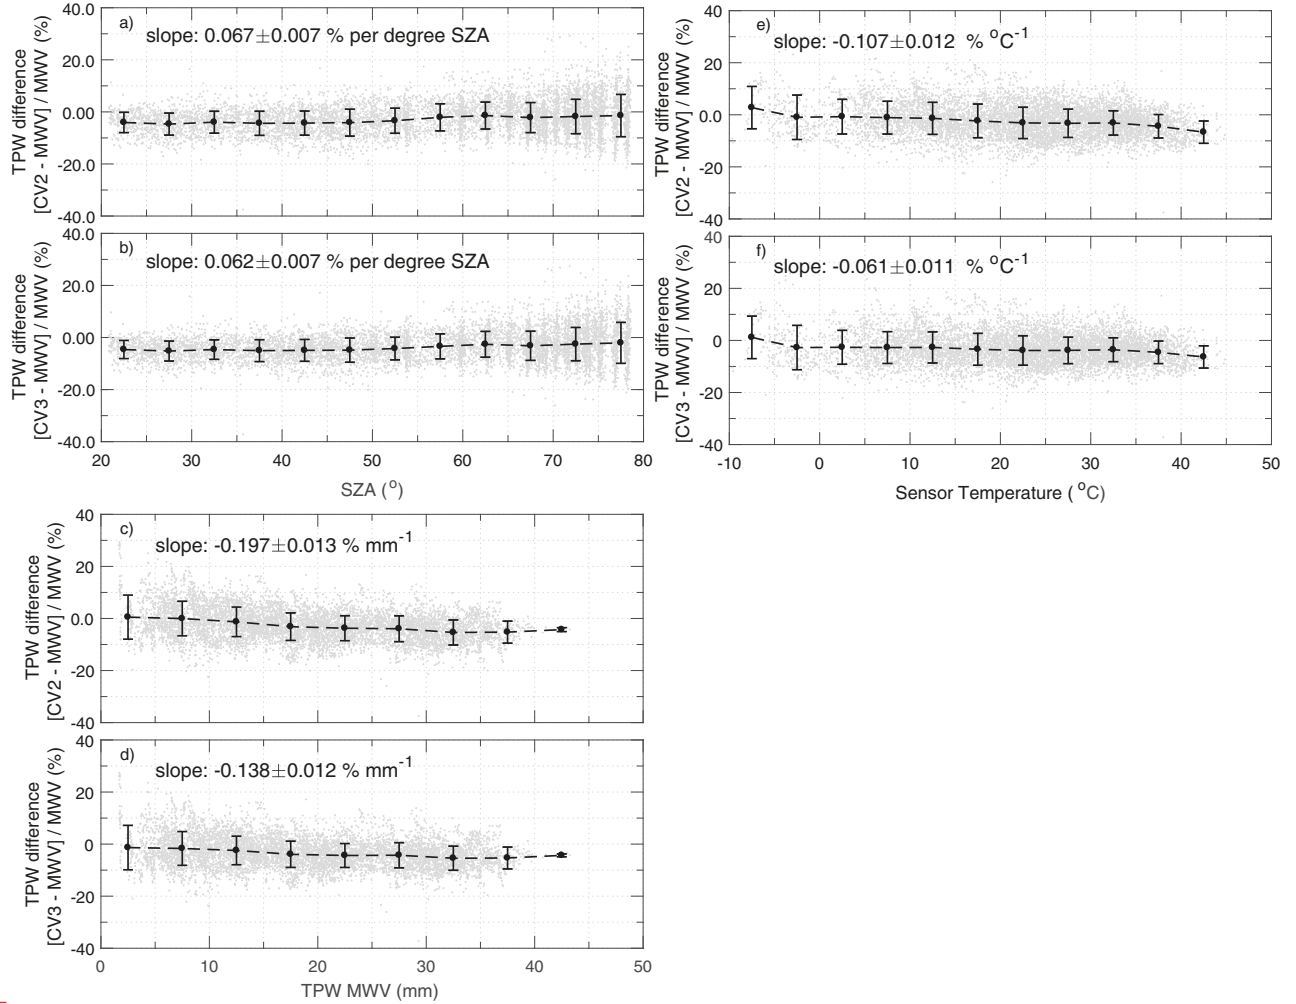 a)
slope: 0.067±0.007 % per degree SZA
TPW difference
[CV2 - MWV] / MWV (%)
40.0
20.0
0.00
-20.0
-40.0
b)
slope: 0.062±0.007 % per degree SZA
TPW difference
[CV3 - MWV] / MWV (%)
40.0
20.0
0.00
-20.0
-40.0
20 30 40 50 60 70 80
SZA (°)
c)
slope: -0.197±0.013 % mm⁻¹
TPW difference
[CV2 - MWV] / MWV (%)
40
20
0.0
-20
-40
d)
slope: -0.138±0.012 % mm⁻¹
TPW difference
[CV3 - MWV] / MWV (%)
40
20
0
-20
-40
0 10 20 30 40 50
TPW MWV (mm)
e)
slope: -0.107±0.012 % °C⁻¹
TPW difference
[CV2 - MWV] / MWV (%)
40
20
0.0
-20
-40
f)
slope: -0.061±0.011 % °C⁻¹
TPW difference
[CV3 - MWV] / MWV (%)
40
20
0
-20
-40
-10 0 10 20 30 40 50
Sensor Temperature ( °C)